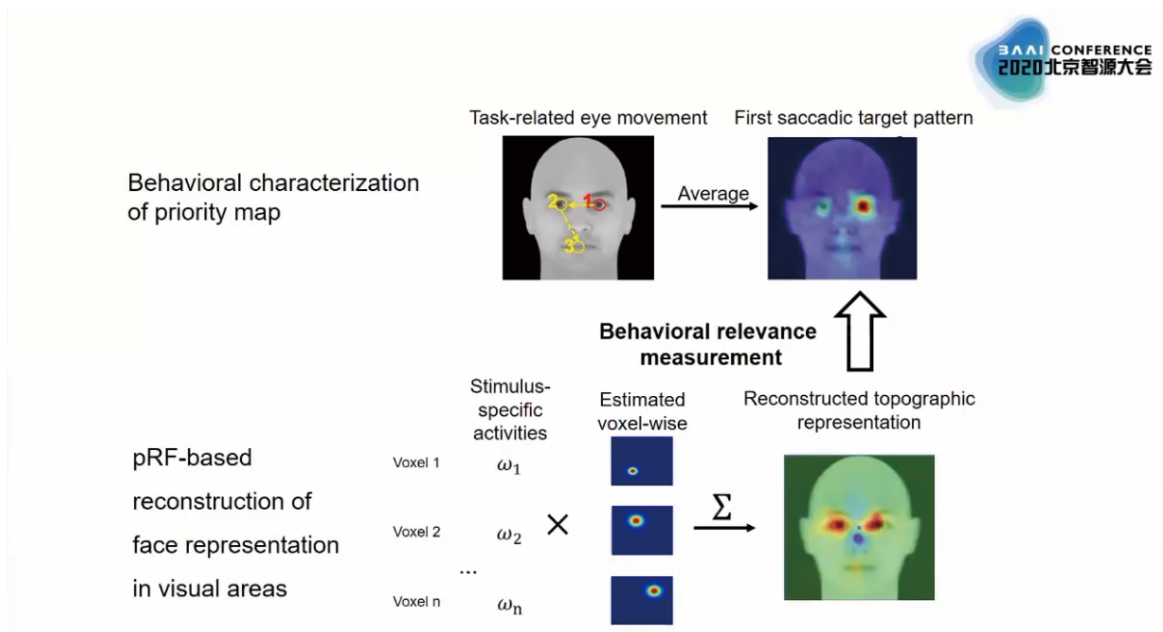 BAAI CONFERENCE
2020北京智源大会
Task-related eye movement
First saccadic target pattern
Behavioral characterization
of priority map
2
1
3
Average
Behavioral relevance
measurement
Stimulus-
specific
activities
Estimated
voxel-wise
Reconstructed topographic
representation
pRF-based
reconstruction of
face representation
in visual areas
Voxel 1
ω₁
Voxel 2
ω₂
...
Voxel n
ωₙ
×
Σ